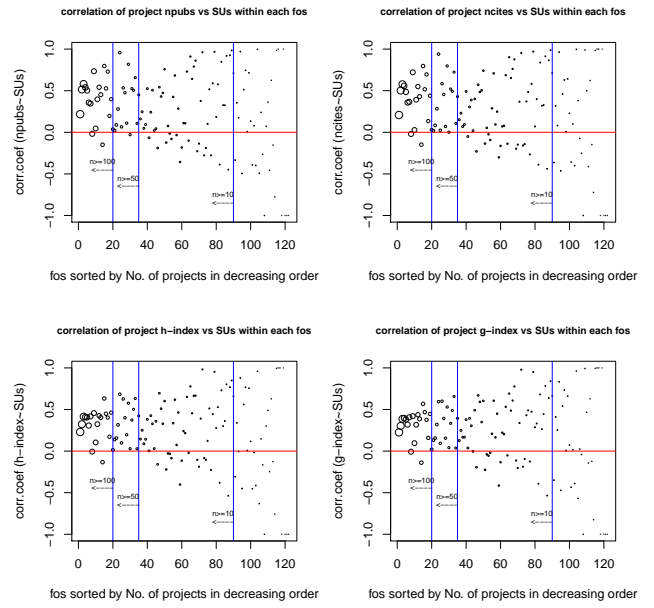 correlation of project npubs vs SUs within each fos
corr.coef (npubs~SUs)
1.0
0.5
0.0
−0.5
−1.0
n>=100
<−−−−−
n>=50
<−−−−−
n>=10
<−−−−−
0 20 40 60 80 100 120
fos sorted by No. of projects in decreasing order
correlation of project ncites vs SUs within each fos
corr.coef (ncites~SUs)
1.0
0.5
0.0
−0.5
−1.0
n>=100
<−−−−−
n>=50
<−−−−−
n>=10
<−−−−−
0 20 40 60 80 100 120
fos sorted by No. of projects in decreasing order
correlation of project h−index vs SUs within each fos
corr.coef (h−index~SUs)
1.0
0.5
0.0
−0.5
−1.0
n>=100
<−−−−−
n>=50
<−−−−−
n>=10
<−−−−−
0 20 40 60 80 100 120
fos sorted by No. of projects in decreasing order
correlation of project g−index vs SUs within each fos
corr.coef (g−index~SUs)
1.0
0.5
0.0
−0.5
−1.0
n>=100
<−−−−−
n>=50
<−−−−−
n>=10
<−−−−−
0 20 40 60 80 100 120
fos sorted by No. of projects in decreasing order